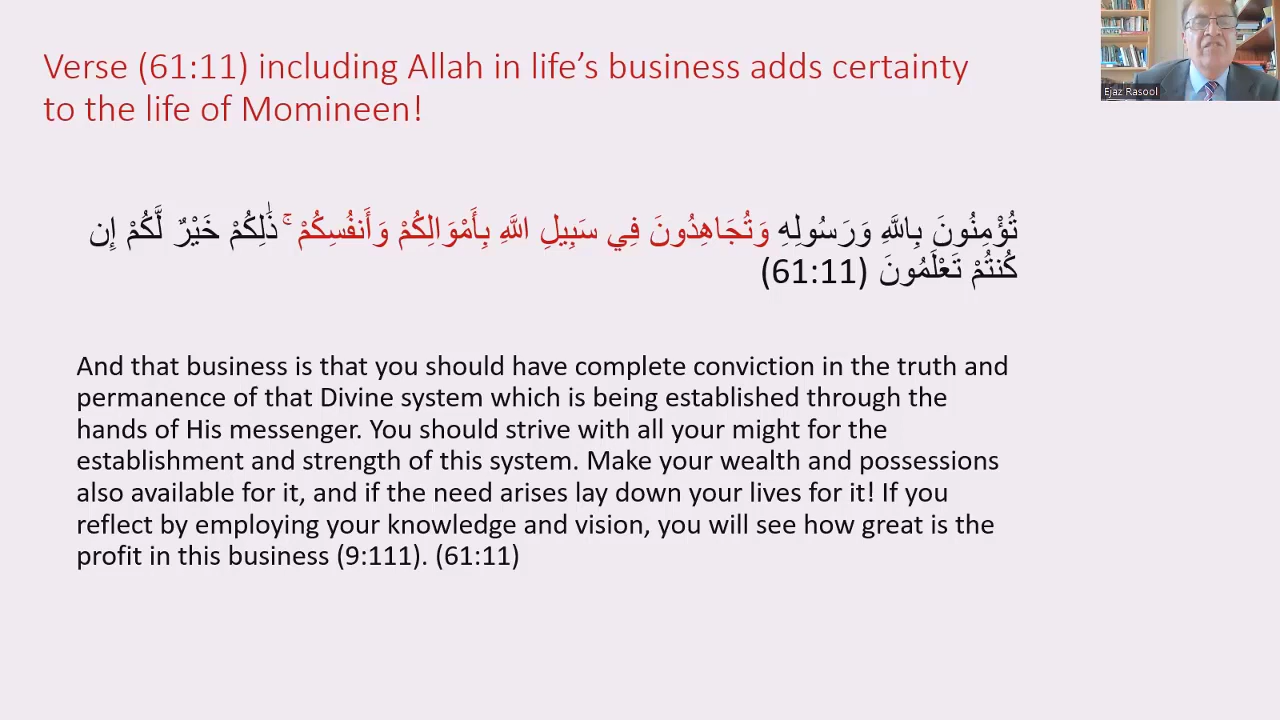 Verse (61:11) including Allah in life’s business adds certainty
to the life of Momineen!
Ejaz Rasool
تُؤْمِنُونَ بِاللَّهِ وَرَسُولِهِ وَتُجَاهِدُونَ فِي سَبِيلِ اللَّهِ بِأَمْوَالِكُمْ وَأَنفُسِكُمْ ۚ ذَٰلِكُمْ خَيْرٌ لَّكُمْ إِن
كُنتُمْ تَعْلَمُونَ (61:11)
And that business is that you should have complete conviction in the truth and
permanence of that Divine system which is being established through the
hands of His messenger. You should strive with all your might for the
establishment and strength of this system. Make your wealth and possessions
also available for it, and if the need arises lay down your lives for it! If you
reflect by employing your knowledge and vision, you will see how great is the
profit in this business (9:111). (61:11)